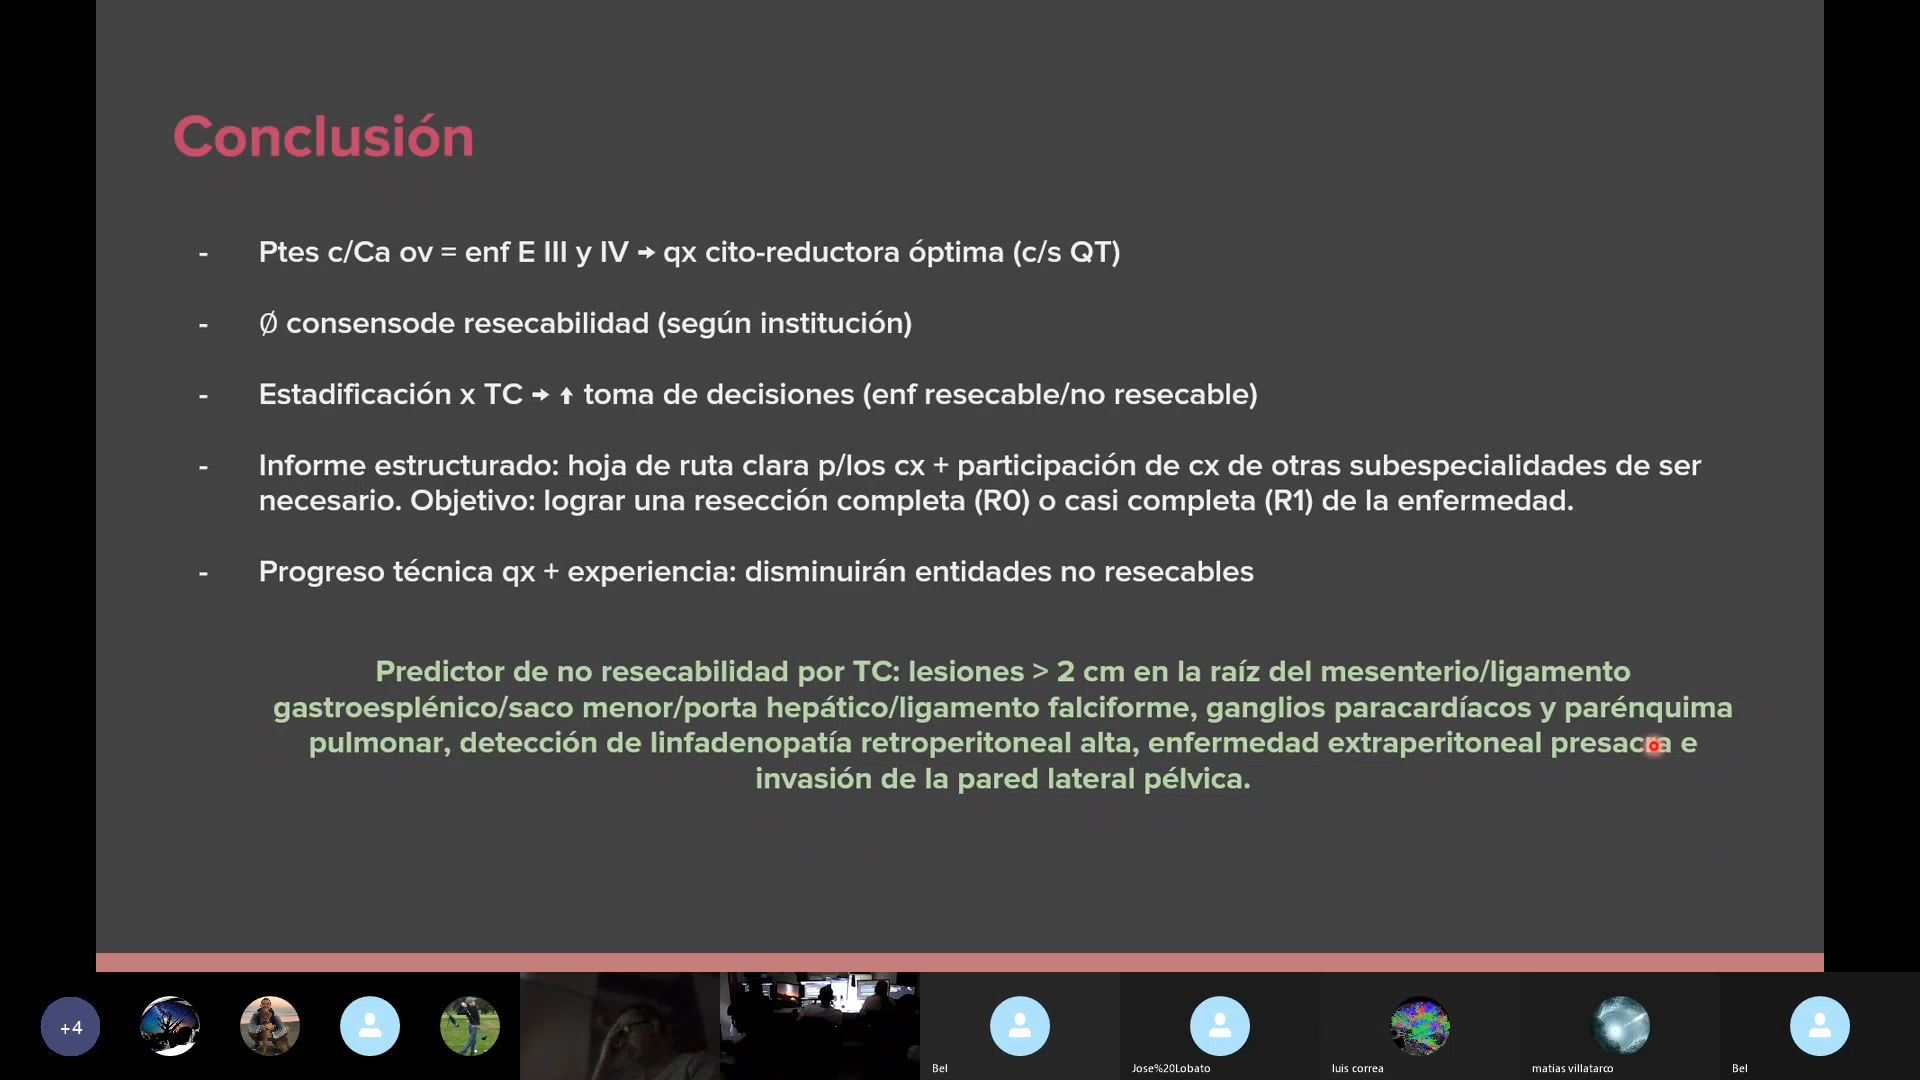 Conclusión
- Ptes c/Ca ov = enf E III y IV → qx cito-reductora óptima (c/s QT)
- ∅ consensode resecabilidad (según institución)
- Estadificación x TC → ↑ toma de decisiones (enf resecable/no resecable)
- Informe estructurado: hoja de ruta clara p/los cx + participación de cx de otras subespecialidades de ser
necesario. Objetivo: lograr una resección completa (R0) o casi completa (R1) de la enfermedad.
- Progreso técnica qx + experiencia: disminuirán entidades no resecables
Predictor de no resecabilidad por TC: lesiones > 2 cm en la raíz del mesenterio/ligamento
gastroesplénico/saco menor/porta hepático/ligamento falciforme, ganglios paracardíacos y parénquima
pulmonar, detección de linfadenopatía retroperitoneal alta, enfermedad extraperitoneal presacra e
invasión de la pared lateral pélvica.
+4
Bel
Jose%20Lobato
luis correa
matias villatarco
Bel